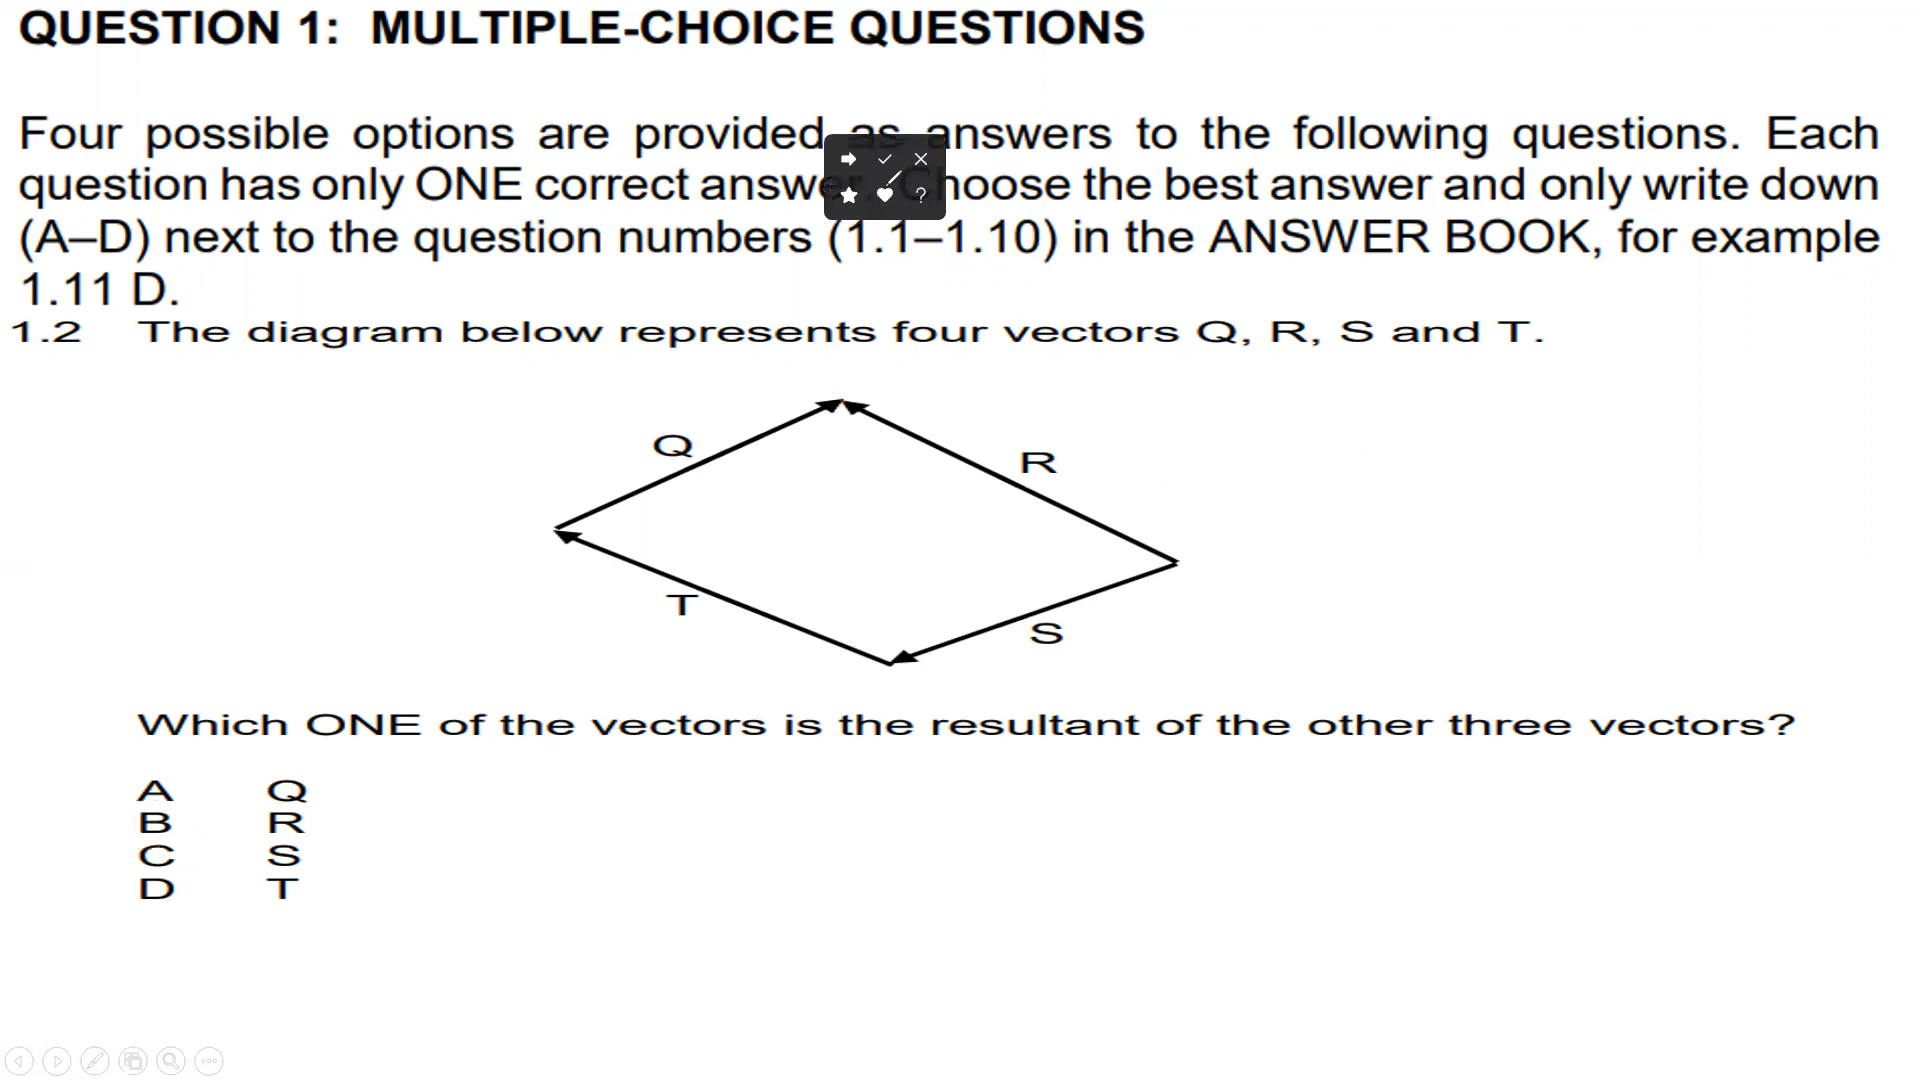 QUESTION 1: MULTIPLE-CHOICE QUESTIONS
Four possible options are provided as answers to the following questions. Each
question has only ONE correct answer. Choose the best answer and only write down
(A–D) next to the question numbers (1.1–1.10) in the ANSWER BOOK, for example
1.11 D.
1.2 The diagram below represents four vectors Q, R, S and T.
Q
R
T
S
Which ONE of the vectors is the resultant of the other three vectors?
A Q
B R
C S
D T